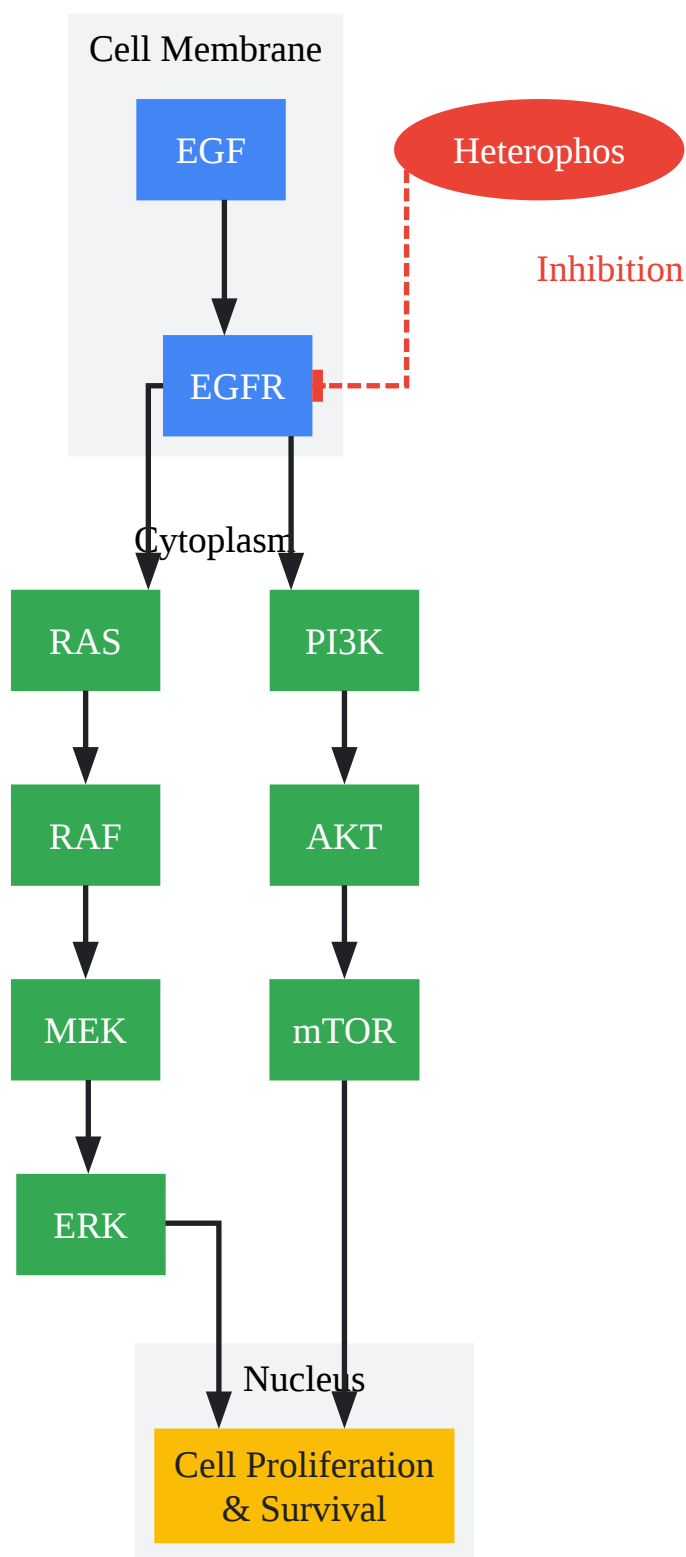 Cell Membrane
EGF
Heterophos
Inhibition
EGFR
Cytoplasm
RAS
PI3K
RAF
AKT
MEK
mTOR
ERK
Nucleus
Cell Proliferation
& Survival